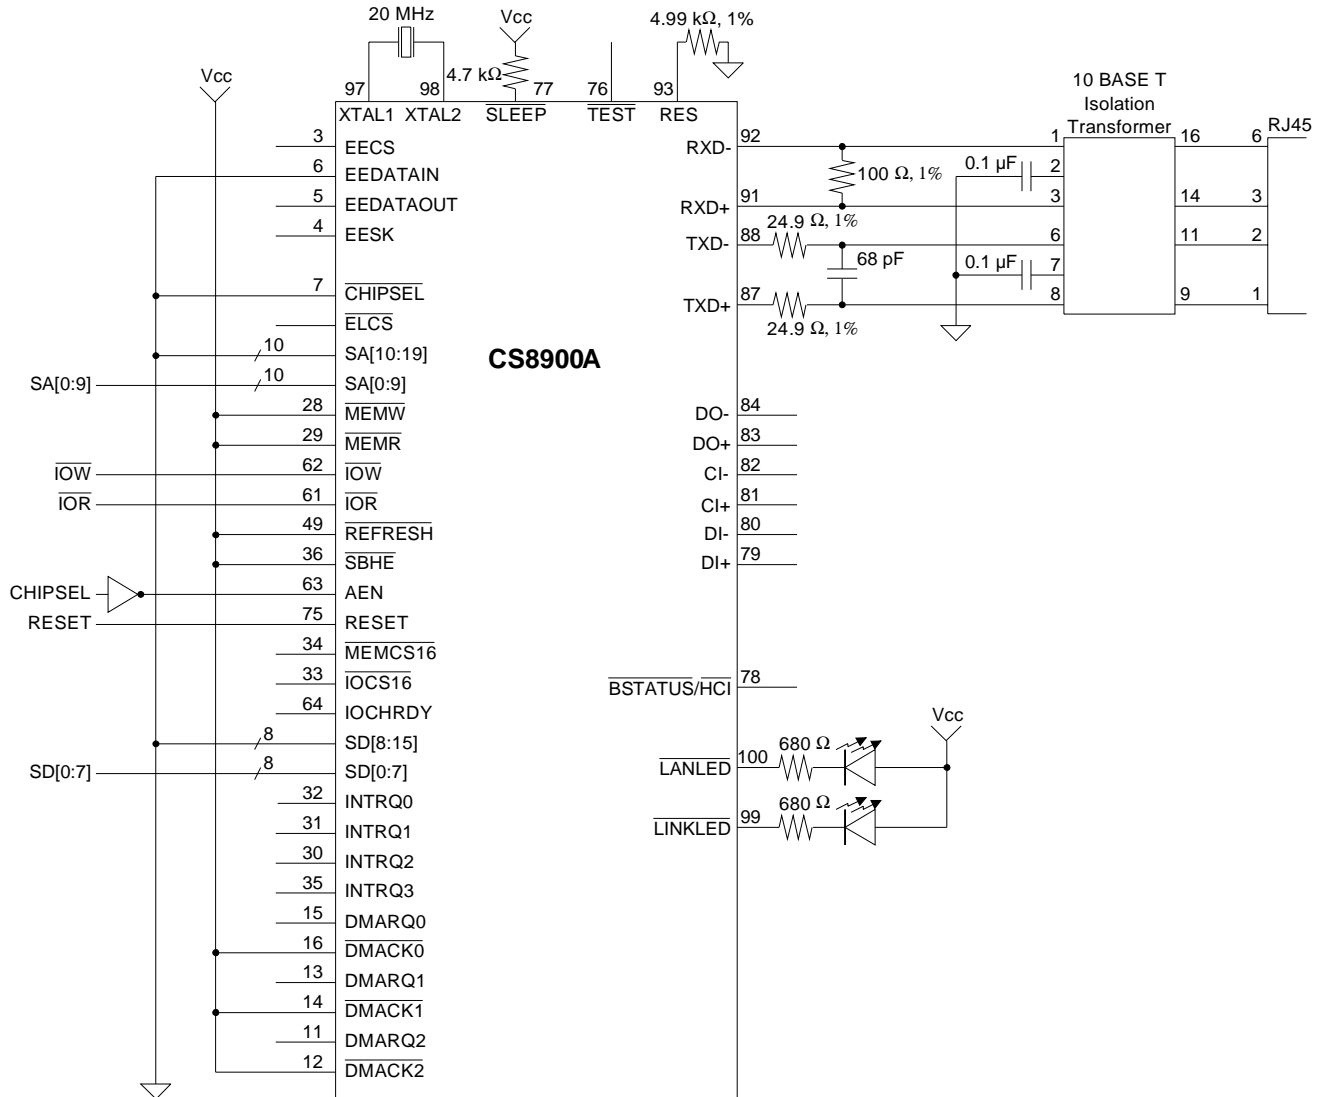 20 MHz
Vcc
4.99 kΩ, 1%
Vcc
4.7 kΩ
97
98
77
76
93
XTAL1
XTAL2
SLEEP
TEST
RES
10 BASE T
Isolation
Transformer
RJ45
3 EECS
6 EEDATAIN
5 EEDATAOUT
4 EESK
7 CHIPSEL
ELCS
10 SA[10:19]
SA[0:9] 10 SA[0:9]
28 MEMW
29 MEMR
IOW 62 IOW
IOR 61 IOR
49 REFRESH
36 SBHE
CHIPSEL 63 AEN
RESET 75 RESET
34 MEMCS16
33 IOCS16
64 IOCHRDY
8 SD[8:15]
SD[0:7] 8 SD[0:7]
32 INTRQ0
31 INTRQ1
30 INTRQ2
35 INTRQ3
15 DMARQ0
16 DMACK0
13 DMARQ1
14 DMACK1
11 DMARQ2
12 DMACK2
CS8900A
RXD- 92 1 16 6
100 Ω, 1%
0.1 µF 2
RXD+ 91 3 14 3
24.9 Ω, 1%
TXD- 88 6 11 2
68 pF
0.1 µF 7
TXD+ 87 8 9 1
24.9 Ω, 1%
DO- 84
DO+ 83
CI- 82
CI+ 81
DI- 80
DI+ 79
BSTATUS/HCI 78
Vcc
LANLED 100 680 Ω
LINKLED 99 680 Ω